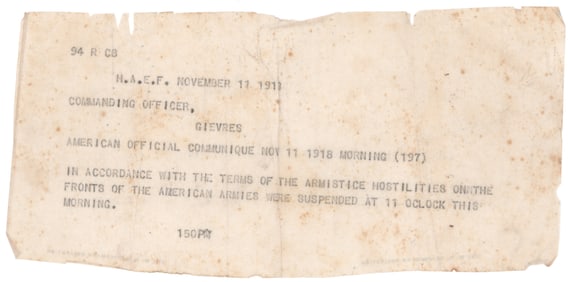 94 R CB
H.A.E.F. NOVEMBER 11 1918
COMMANDING OFFICER,
GIEVRES
AMERICAN OFFICIAL COMMUNIQUE NOV 11 1918 MORNING (197)
IN ACCORDANCE WITH THE TERMS OF THE ARMISTICE HOSTILITIES ONNTHE
FRONTS OF THE AMERICAN ARMIES WERE SUSPENDED AT 11 OCLOCK THIS
MORNING.
150PM